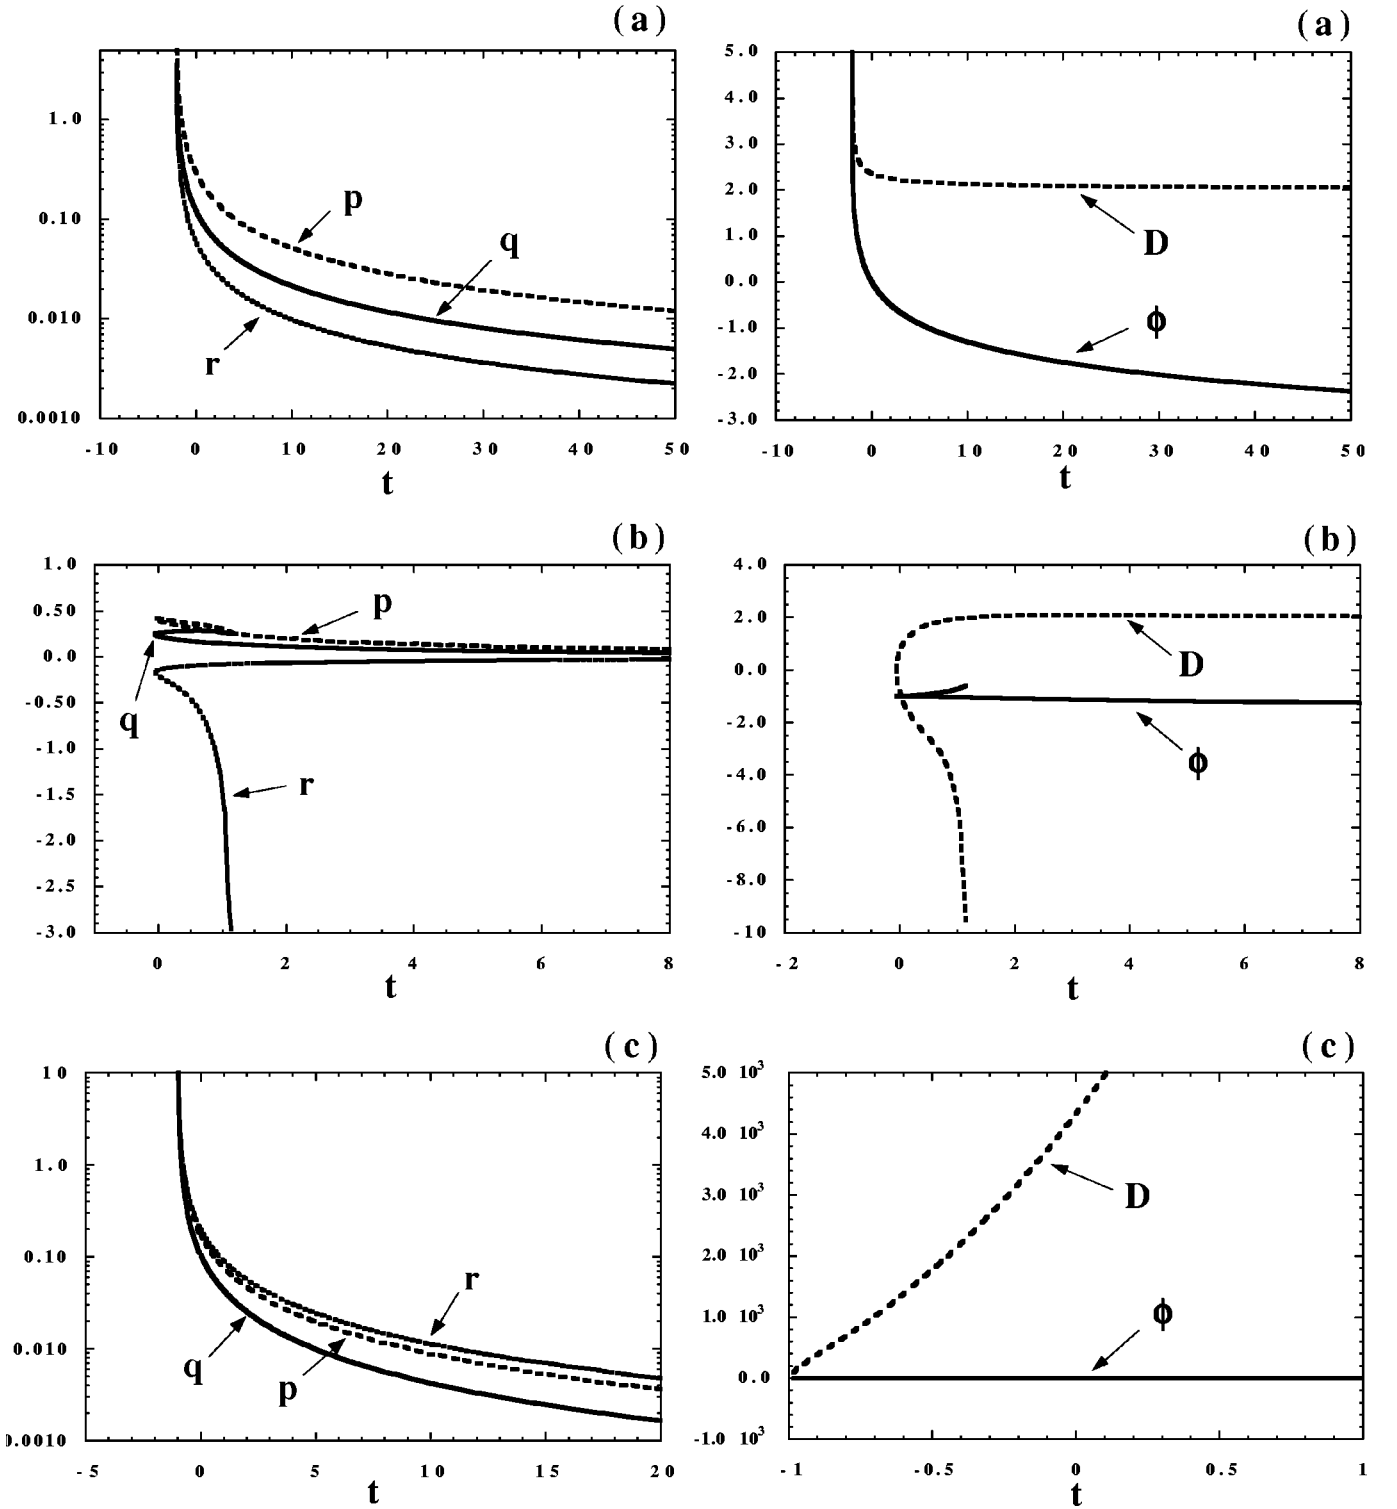 (a)
1.0
0.10
0.010
0.0010
-10 0 10 20 30 40 50
t
p
q
r
(a)
5.0
4.0
3.0
2.0
1.0
0.0
-1.0
-2.0
-3.0
-10 0 10 20 30 40 50
t
D
ϕ
(b)
1.0
0.50
0.0
-0.50
-1.0
-1.5
-2.0
-2.5
-3.0
0 2 4 6 8
t
p
q
r
(b)
4.0
2.0
0.0
-2.0
-4.0
-6.0
-8.0
-10
-2 0 2 4 6 8
t
D
ϕ
(c)
10
1.0
0.10
0.010
0.0010
-5 0 5 10 15 20
t
r
q
p
(c)
5.0 10³
4.0 10³
3.0 10³
2.0 10³
1.0 10³
0.0
-1.0 10³
-1 -0.5 0 0.5 1
t
D
ϕ